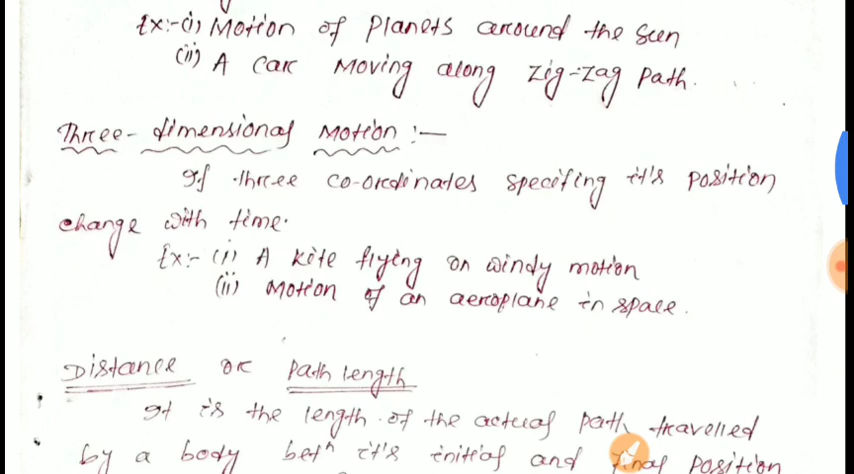 Ex:-(i) Motion of Planets around the Sun
(ii) A Car Moving along Zig-Zag Path.
Three-dimensional Motion :-
If three co-ordinates specifing it's Position
change with time.
Ex:- (i) A Kite flying on windy motion
(ii) Motion of an aeroplane in space.
Distance or Path length
It is the length of the actual Path travelled
by a body betn it's initial and final Position